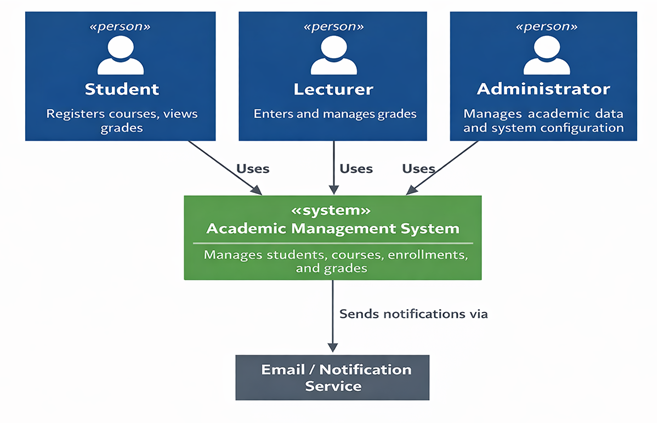 «person»
Student
Registers courses, views
grades
«person»
Lecturer
Enters and manages grades
«person»
Administrator
Manages academic data
and system configuration
Uses
Uses
Uses
«system»
Academic Management System
Manages students, courses, enrollments,
and grades
Sends notifications via
Email / Notification
Service